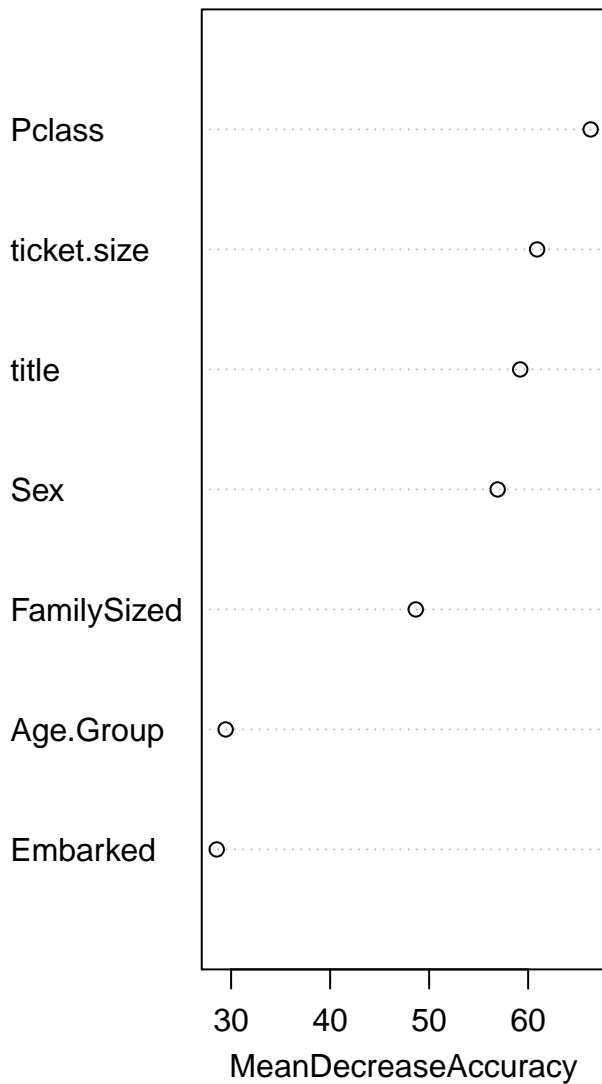 Pclass
ticket.size
title
Sex
FamilySized
Age.Group
Embarked
30 40 50 60
MeanDecreaseAccuracy